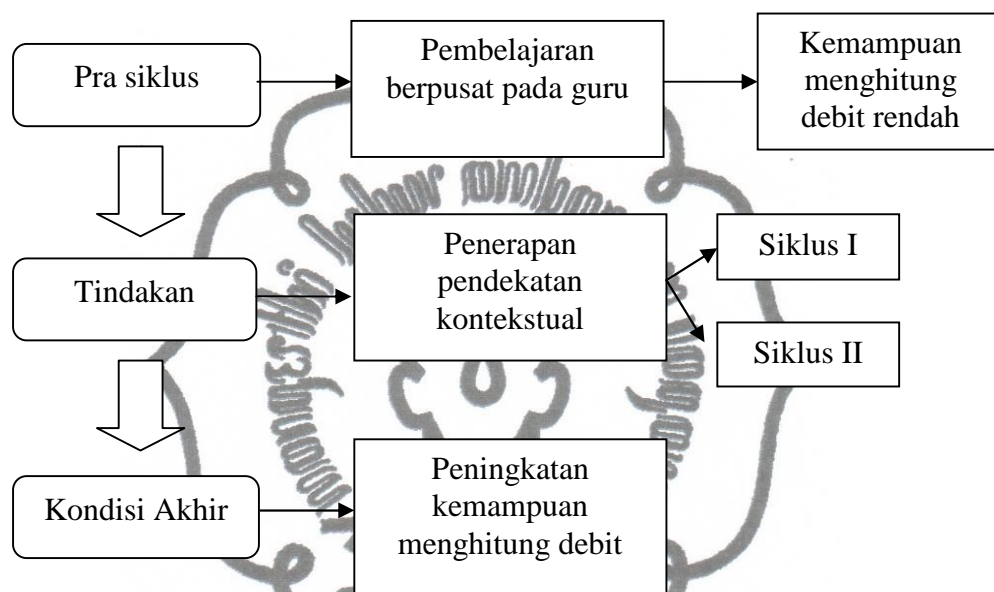 Pra siklus
Pembelajaran
berpusat pada guru
Kemampuan
menghitung
debit rendah
Tindakan
Penerapan
pendekatan
kontekstual
Siklus I
Siklus II
Kondisi Akhir
Peningkatan
kemampuan
menghitung debit